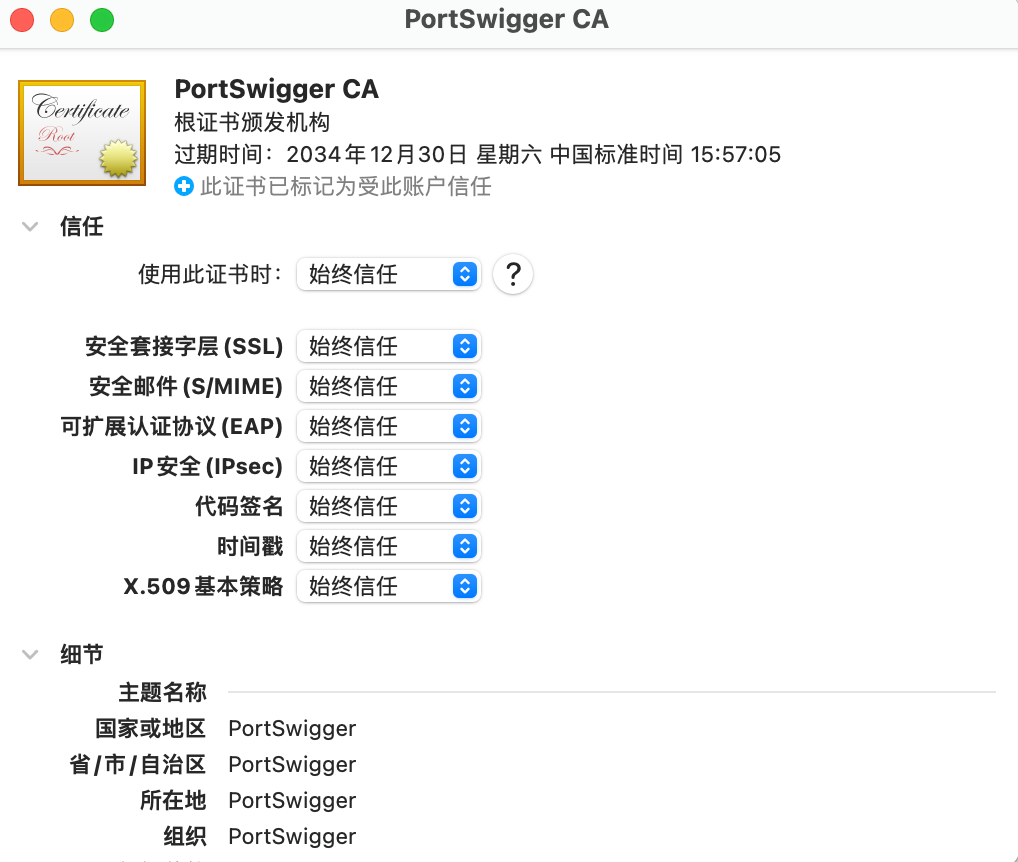 PortSwigger CA
Certificate
Root
PortSwigger CA
根证书颁发机构
过期时间：2034年12月30日 星期六 中国标准时间 15:57:05
此证书已标记为受此账户信任
信任
使用此证书时： 始终信任 ?
安全套接字层 (SSL) 始终信任
安全邮件 (S/MIME) 始终信任
可扩展认证协议 (EAP) 始终信任
IP 安全 (IPsec) 始终信任
代码签名 始终信任
时间戳 始终信任
X.509 基本策略 始终信任
细节
主题名称
国家或地区 PortSwigger
省/市/自治区 PortSwigger
所在地 PortSwigger
组织 PortSwigger